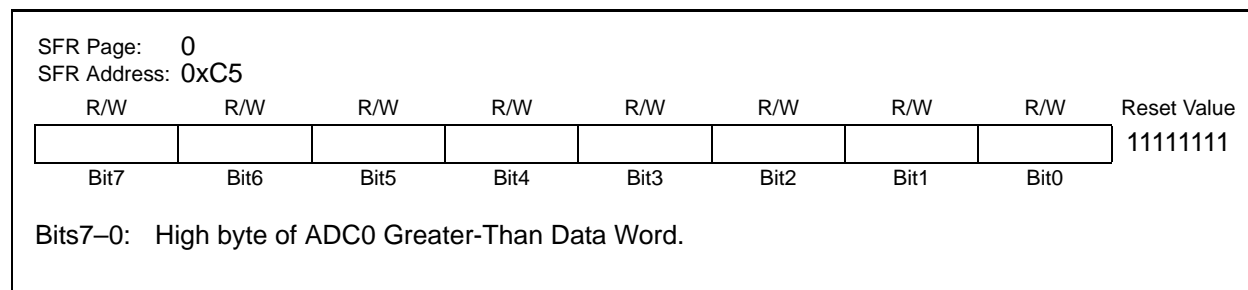 SFR Page: 0
SFR Address: 0xC5
R/W R/W R/W R/W R/W R/W R/W R/W Reset Value
11111111
Bit7 Bit6 Bit5 Bit4 Bit3 Bit2 Bit1 Bit0
Bits7–0: High byte of ADC0 Greater-Than Data Word.